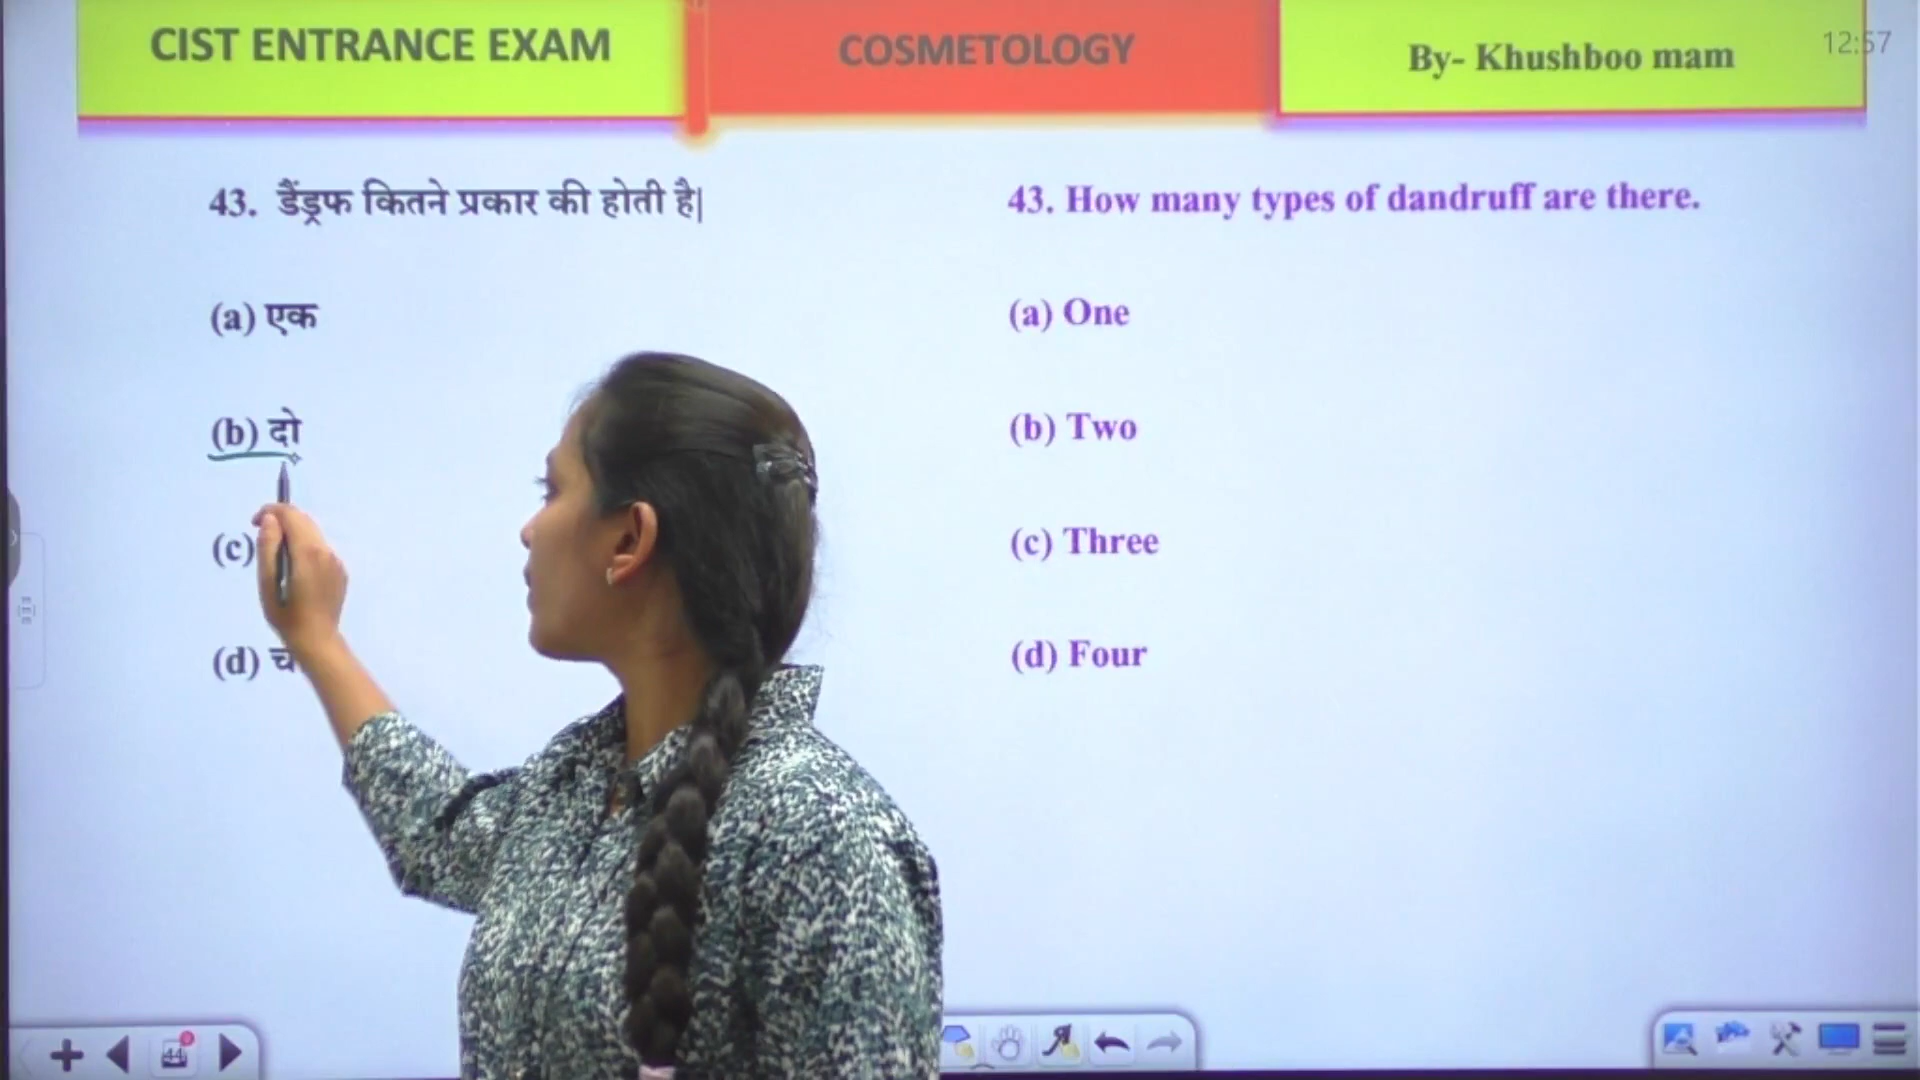 CIST ENTRANCE EXAM
COSMETOLOGY
By- Khushboo mam
12:57
43. डैंड्रफ कितने प्रकार की होती है|
(a) एक
(b) दो
(c)
(d) च
43. How many types of dandruff are there.
(a) One
(b) Two
(c) Three
(d) Four
44